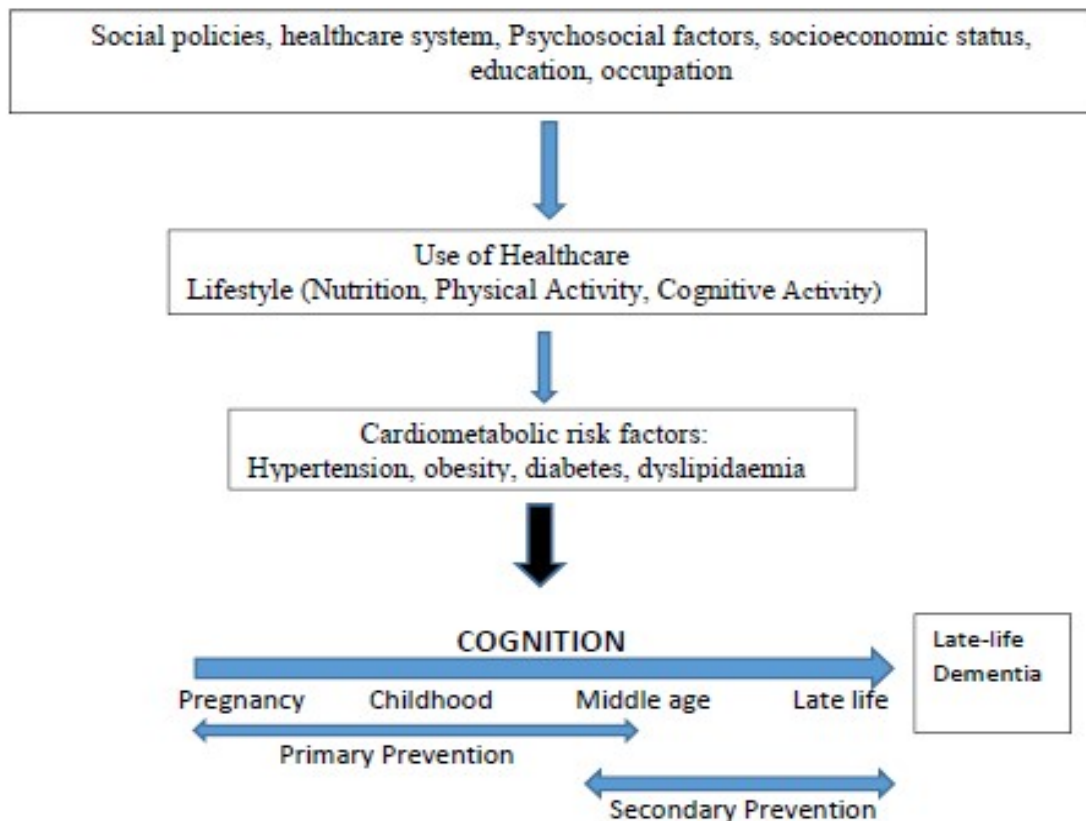 Social policies, healthcare system, Psychosocial factors, socioeconomic status,
education, occupation
Use of Healthcare
Lifestyle (Nutrition, Physical Activity, Cognitive Activity)
Cardiometabolic risk factors:
Hypertension, obesity, diabetes, dyslipidaemia
COGNITION
Late-life
Dementia
Pregnancy Childhood Middle age Late life
Primary Prevention
Secondary Prevention